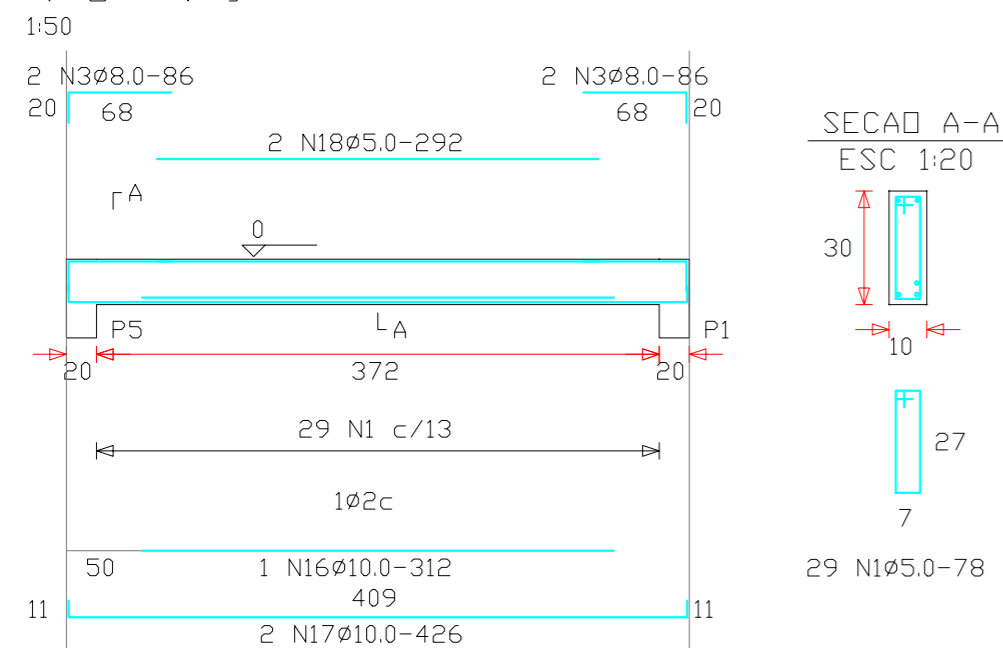 1:50
2 N3ø8.0-86
2 N3ø8.0-86
20
68
68
20
2 N18ø5.0-292
A
0
P5
A
P1
20
372
20
29 N1 c/13
1ø2c
50
1 N16ø10.0-312
11
409
11
2 N17ø10.0-426
SECAO A-A
ESC 1:20
30
10
27
7
29 N1ø5.0-78